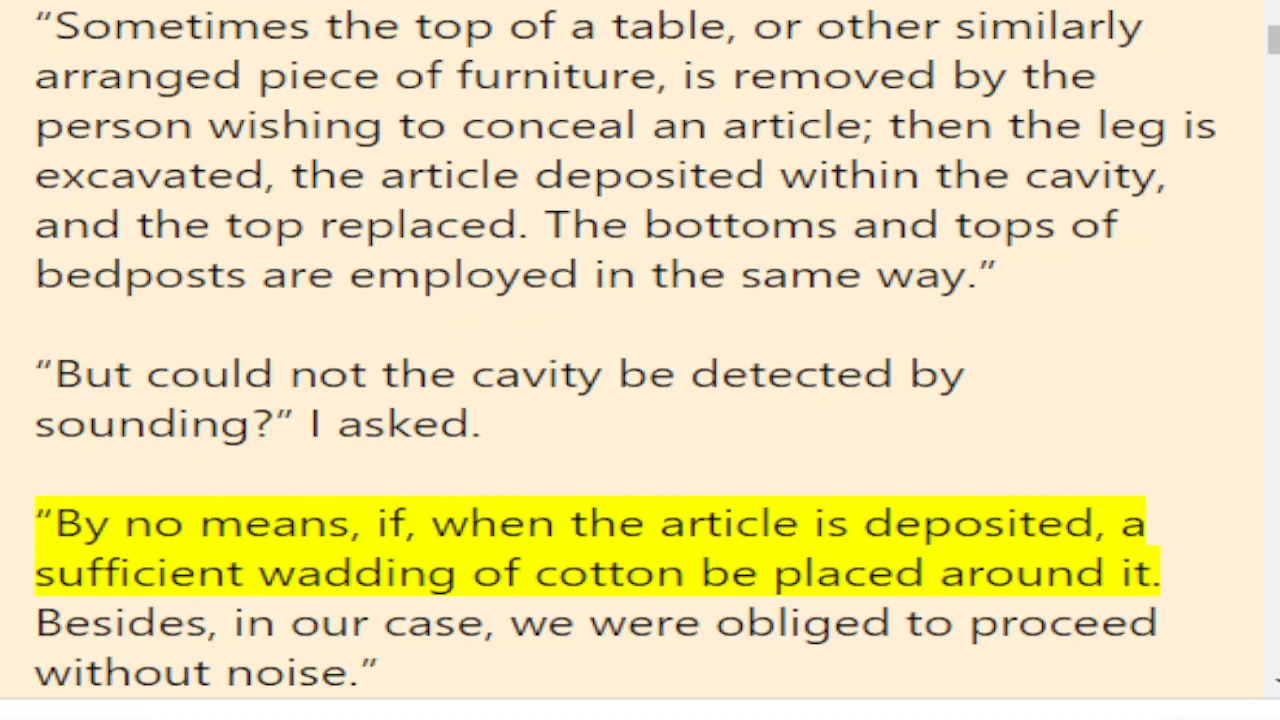 “Sometimes the top of a table, or other similarly
arranged piece of furniture, is removed by the
person wishing to conceal an article; then the leg is
excavated, the article deposited within the cavity,
and the top replaced. The bottoms and tops of
bedposts are employed in the same way.”
“But could not the cavity be detected by
sounding?” I asked.
“By no means, if, when the article is deposited, a
sufficient wadding of cotton be placed around it.
Besides, in our case, we were obliged to proceed
without noise.”